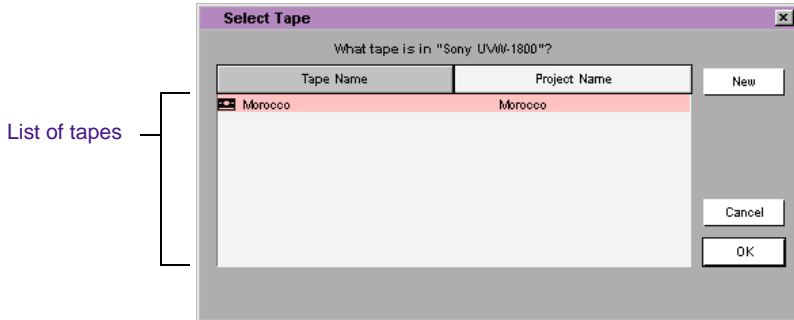 Select Tape
What tape is in "Sony UVW-1800"?
Tape Name Project Name New
Morocco Morocco
List of tapes
Cancel
OK